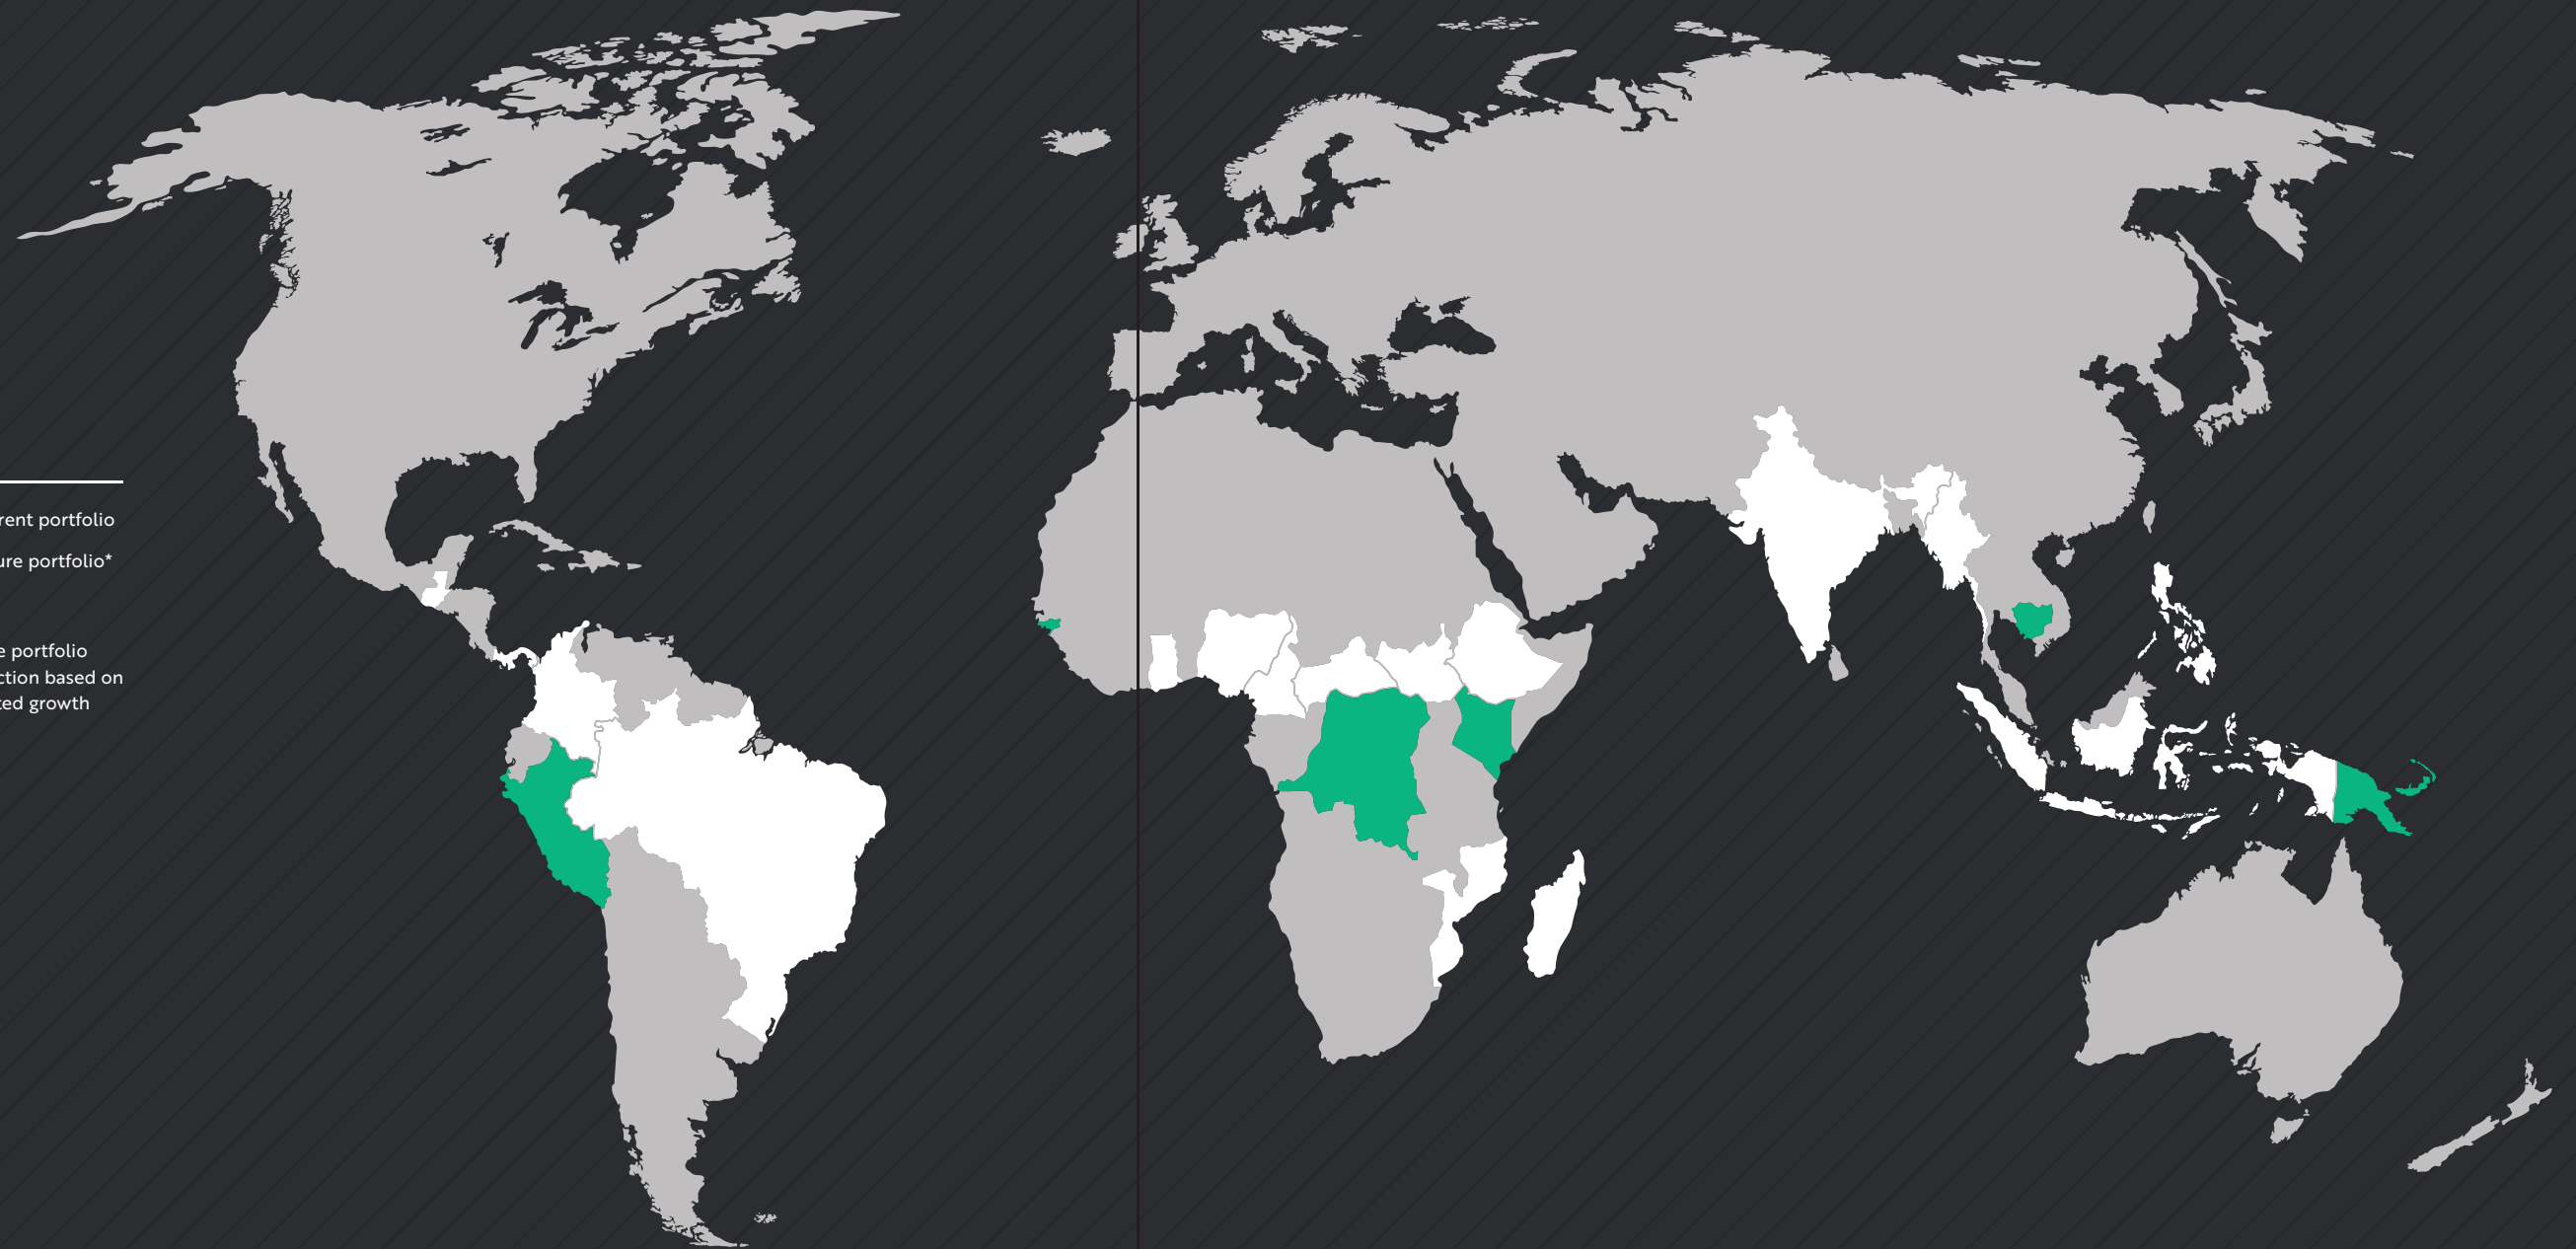 rent portfolio
ure portfolio*
e portfolio
ction based on
ted growth